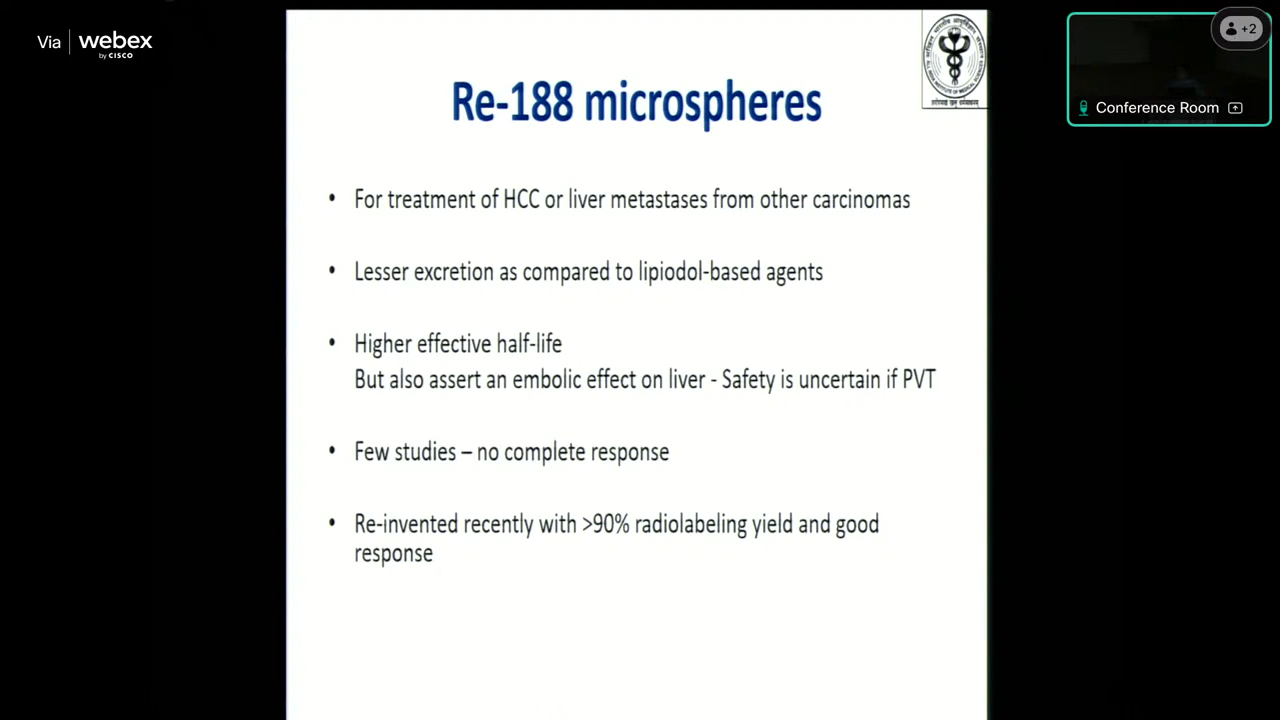 Via webex
by CISCO
+2
Conference Room
Re-188 microspheres
• For treatment of HCC or liver metastases from other carcinomas
• Lesser excretion as compared to lipiodol-based agents
• Higher effective half-life
But also assert an embolic effect on liver - Safety is uncertain if PVT
• Few studies – no complete response
• Re-invented recently with >90% radiolabeling yield and good
response